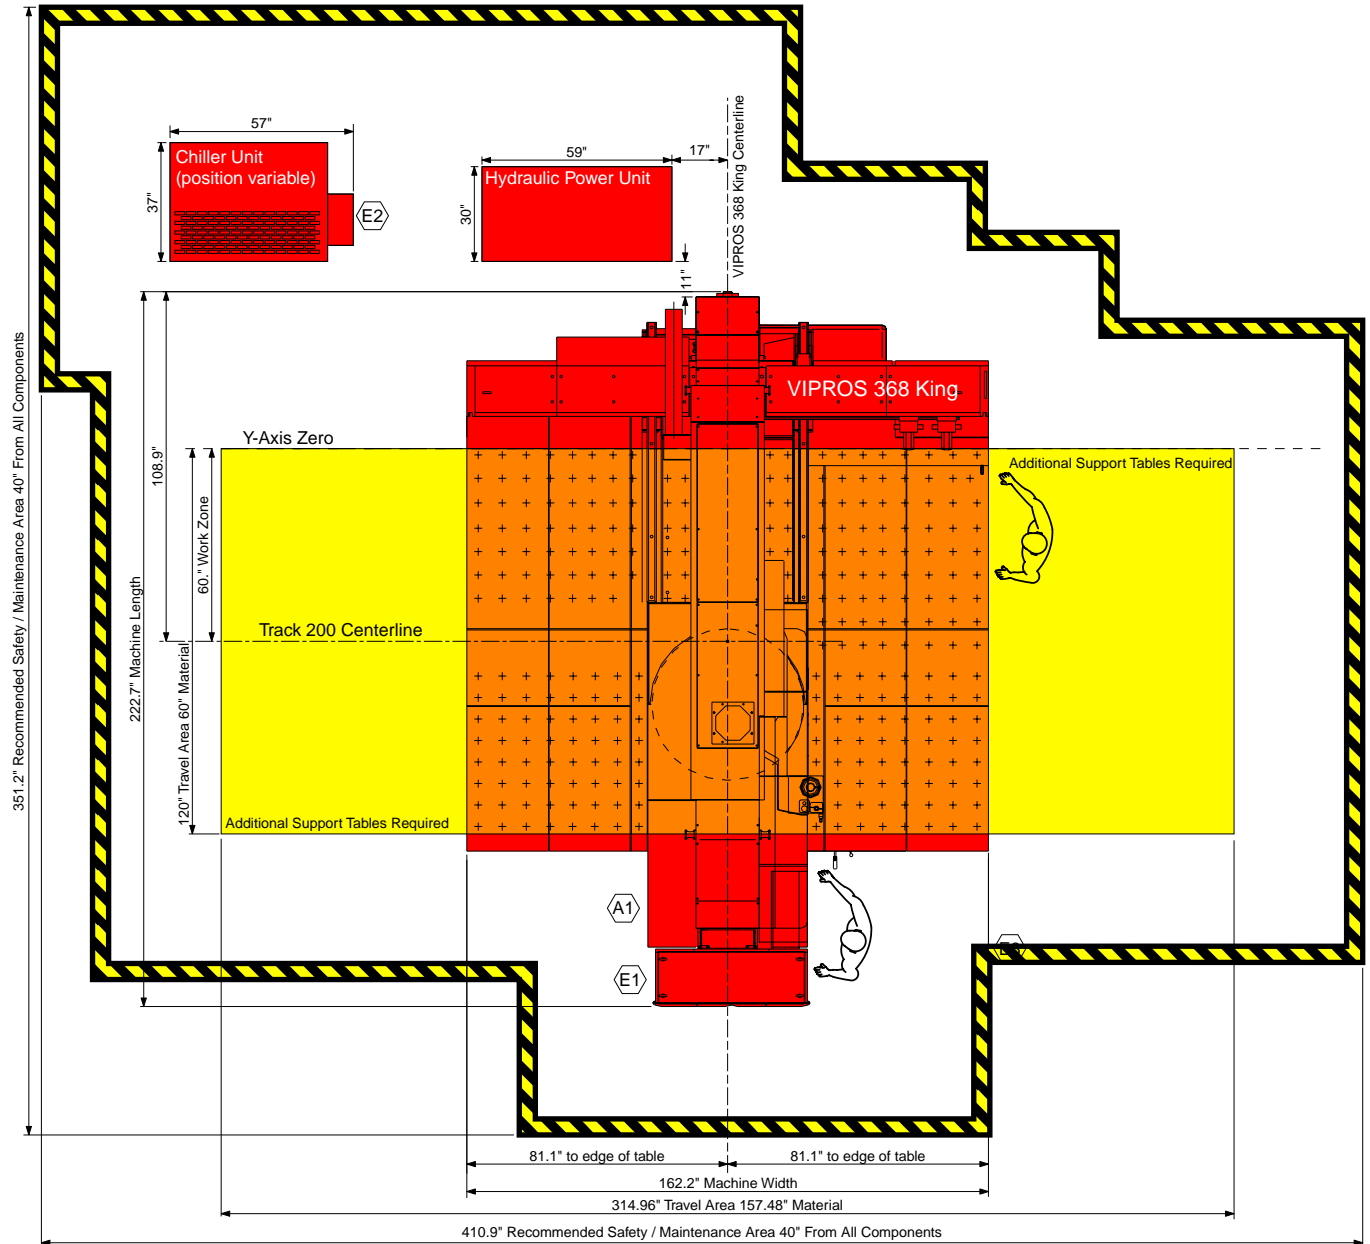 57"
Chiller Unit
(position variable)
37"
E2
59"
17"
Hydraulic Power Unit
30"
11"
VIPROS 368 King Centerline
VIPROS 368 King
Y-Axis Zero
Additional Support Tables Required
108.9"
60." Work Zone
Track 200 Centerline
222.7" Machine Length
120" Travel Area 60" Material
351.2" Recommended Safety / Maintenance Area 40" From All Components
Additional Support Tables Required
A1
E1
81.1" to edge of table
81.1" to edge of table
162.2" Machine Width
314.96" Travel Area 157.48" Material
410.9" Recommended Safety / Maintenance Area 40" From All Components